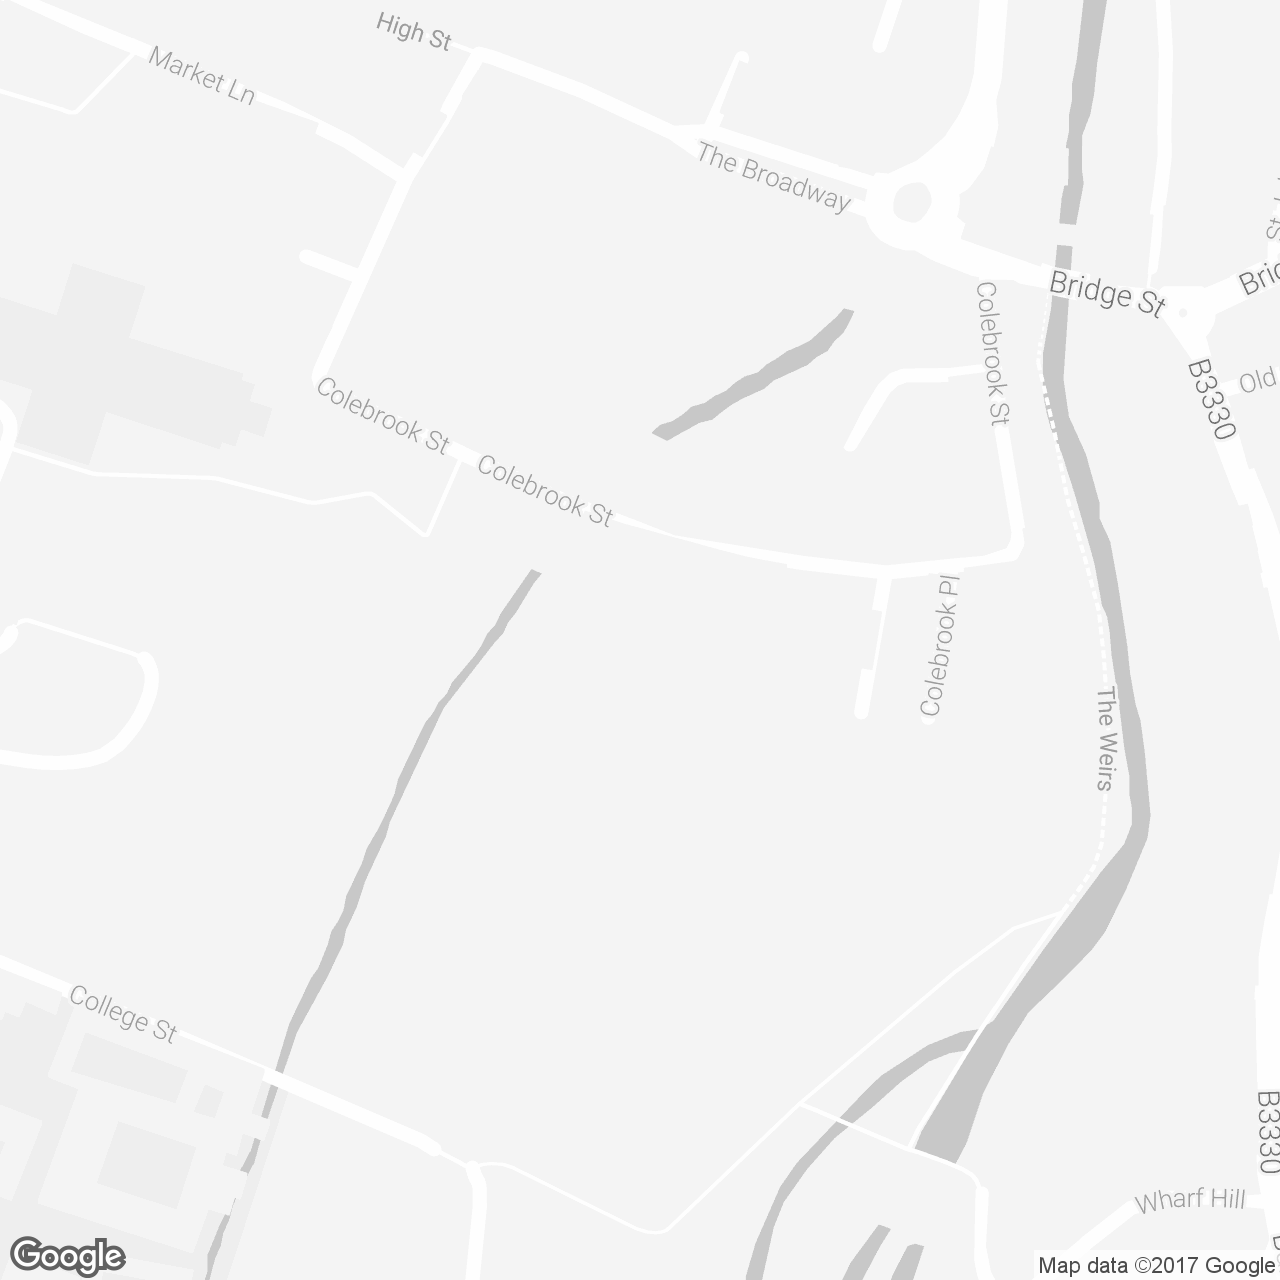 High St
Market Ln
The Broadway
Bridge St
Colebrook St
B3330
Old
Colebrook St
Colebrook St
Colebrook Pl
The Weirs
College St
B3330
Wharf Hill
Google
Map data ©2017 Google